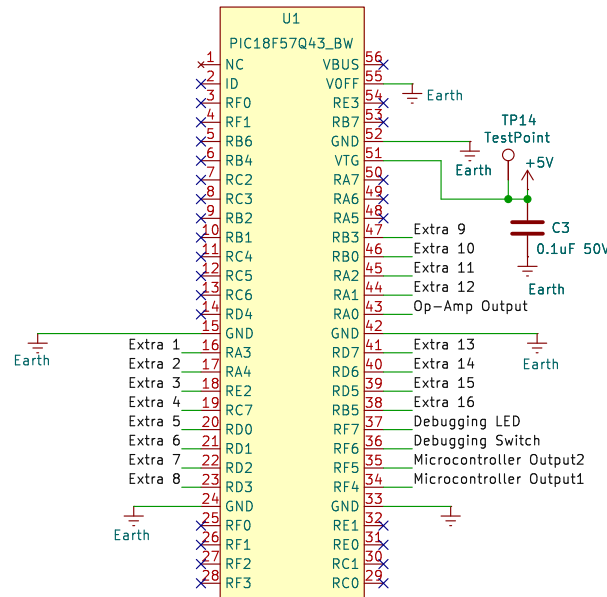 U1
PIC18F57Q43_BW
1 NC VBUS 56
2 ID VOFF 55 Earth
3 RF0 RE3 54
4 RF1 RB7 53
TP14
TestPoint
5 RB6 GND 52 Earth
6 RB4 VTG 51 +5V
7 RC2 RA7 50
8 RC3 RA6 49
9 RB2 RA5 48
10 RB1 RB3 47 Extra 9
C3
0.1uF 50V
Earth
11 RC4 RB0 46 Extra 10
12 RC5 RA2 45 Extra 11
13 RC6 RA1 44 Extra 12
14 RD4 RA0 43 Op-Amp Output
Earth 15 GND GND 42 Earth
Extra 1 16 RA3 RD7 41 Extra 13
Extra 2 17 RA4 RD6 40 Extra 14
Extra 3 18 RE2 RD5 39 Extra 15
Extra 4 19 RC7 RB5 38 Extra 16
Extra 5 20 RD0 RF7 37 Debugging LED
Extra 6 21 RD1 RF6 36 Debugging Switch
Extra 7 22 RD2 RF5 35 Microcontroller Output2
Extra 8 23 RD3 RF4 34 Microcontroller Output1
Earth 24 GND GND 33
25 RF0 RE1 32
26 RF1 RE0 31
27 RF2 RC1 30
28 RF3 RC0 29